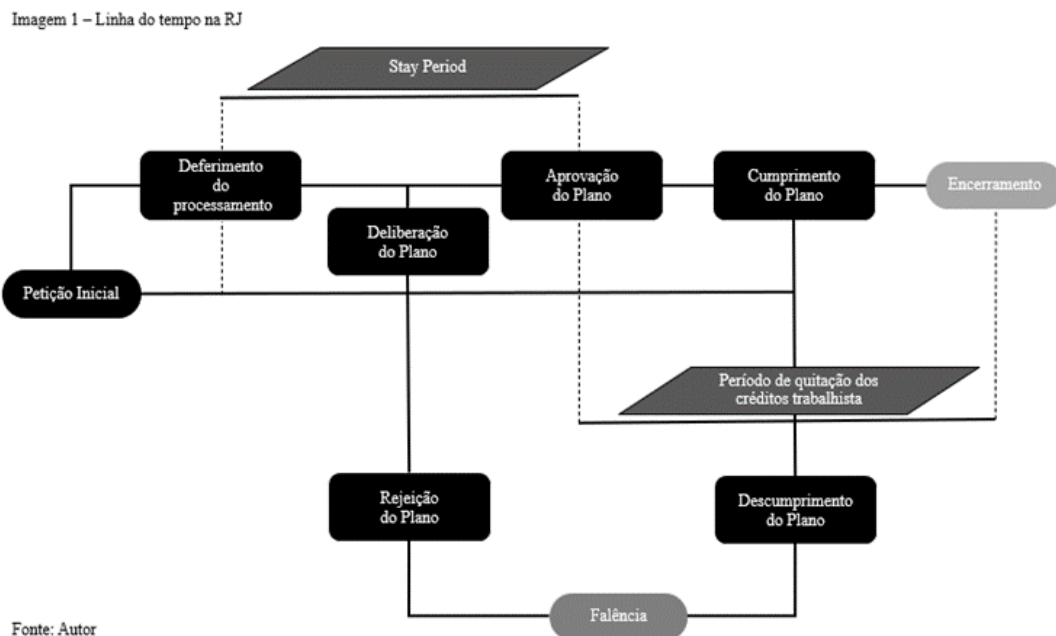 Imagem 1 – Linha do tempo na RJ
Stay Period
Deferimento
do
processamento
Aprovação
do Plano
Cumprimento
do Plano
Encerramento
Deliberação
do Plano
Petição Inicial
Período de quitação dos
créditos trabalhista
Rejeição
do Plano
Descumprimento
do Plano
Falência
Fonte: Autor